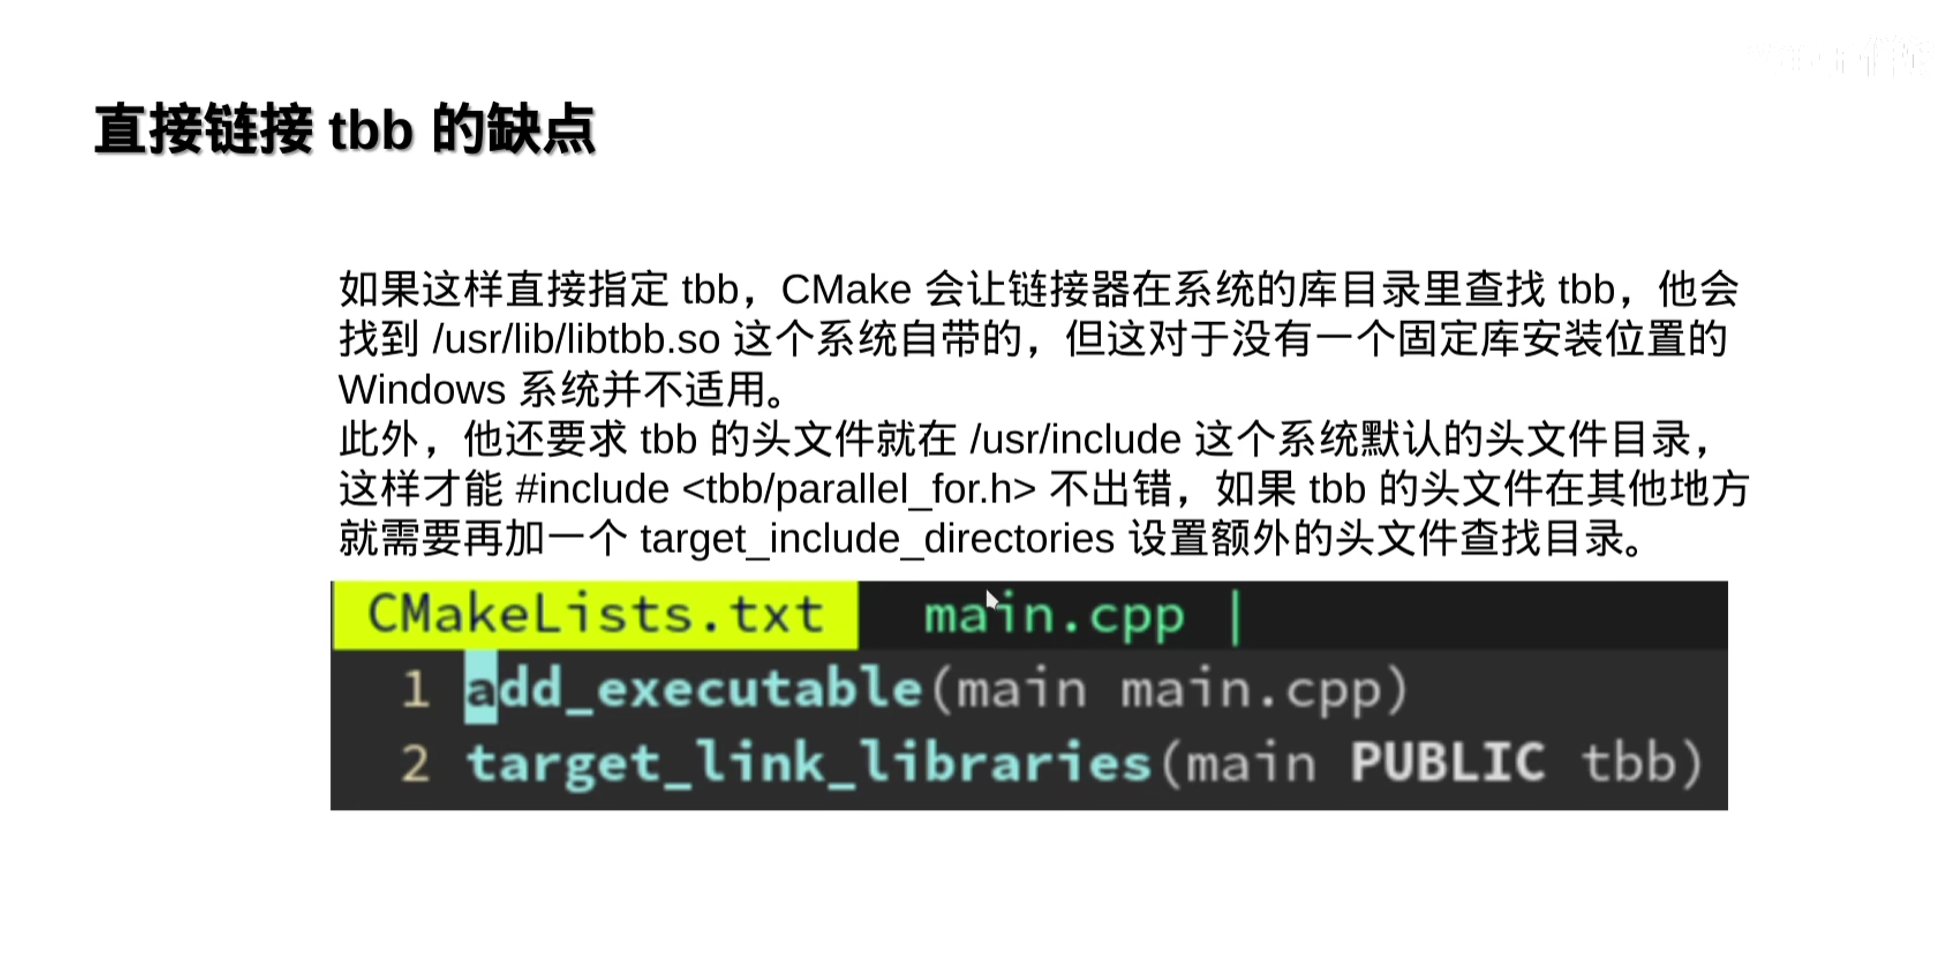 直接链接 tbb 的缺点
如果这样直接指定 tbb，CMake 会让链接器在系统的库目录里查找 tbb，他会
找到 /usr/lib/libtbb.so 这个系统自带的，但这对于没有一个固定库安装位置的
Windows 系统并不适用。
此外，他还要求 tbb 的头文件就在 /usr/include 这个系统默认的头文件目录，
这样才能 #include <tbb/parallel_for.h> 不出错，如果 tbb 的头文件在其他地方
就需要再加一个 target_include_directories 设置额外的头文件查找目录。
CMakeLists.txt main.cpp |
1 add_executable(main main.cpp)
2 target_link_libraries(main PUBLIC tbb)